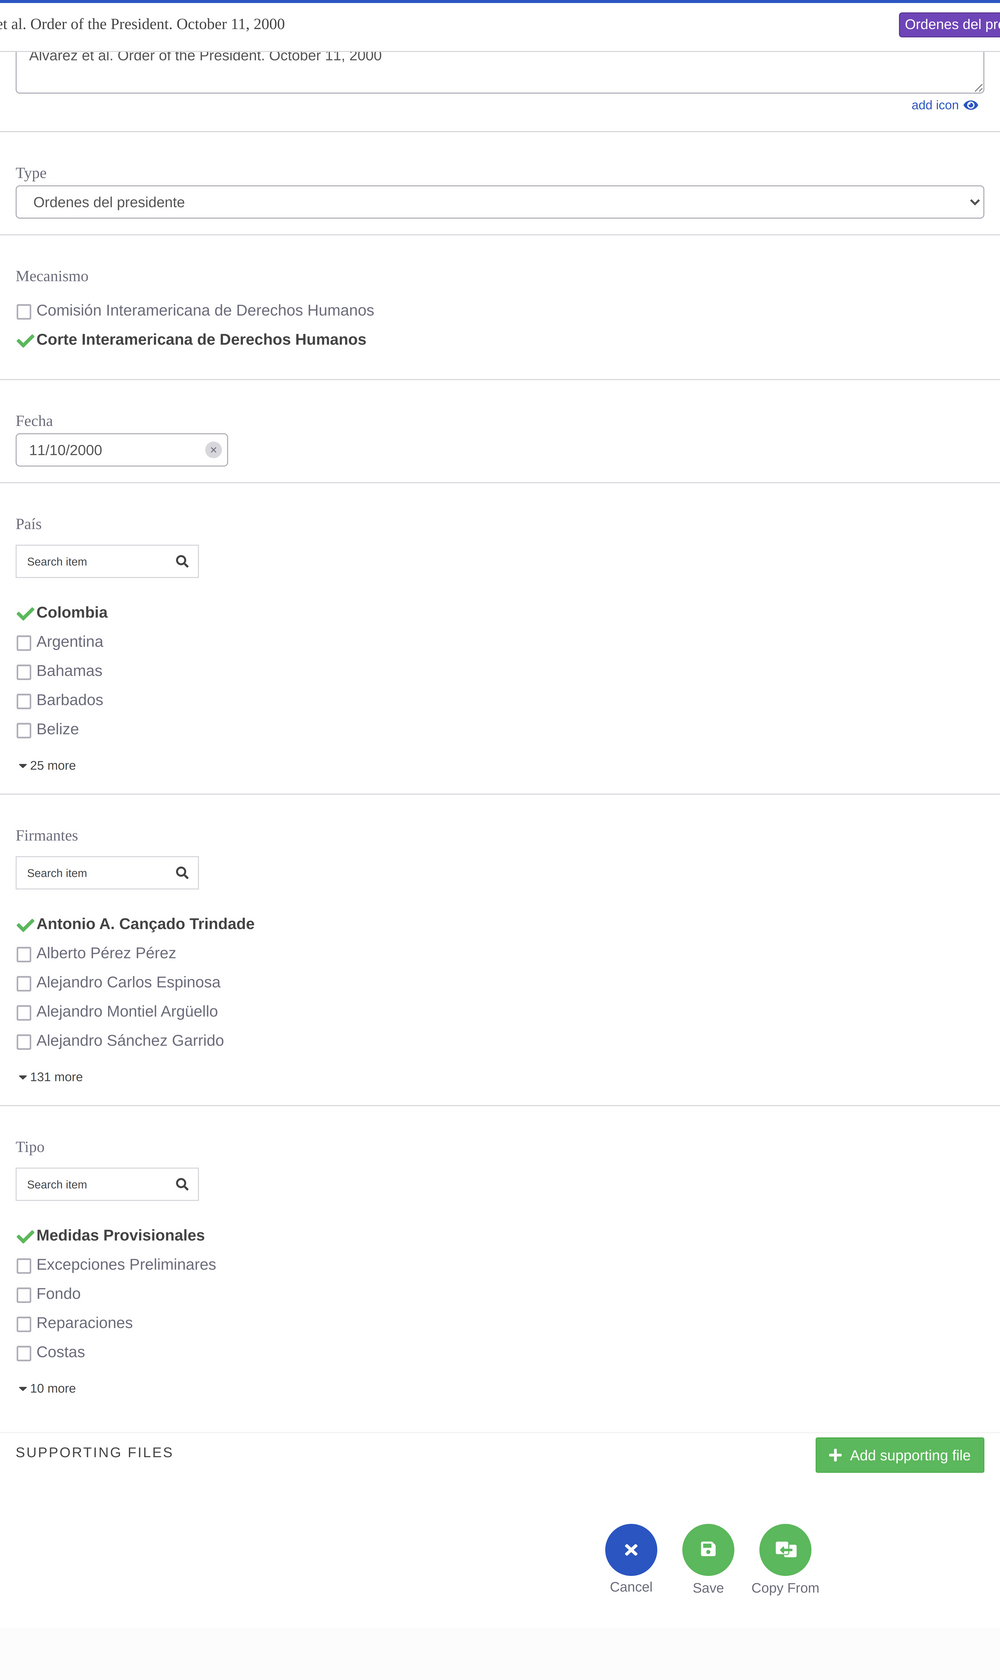 et al. Order of the President. October 11, 2000
Ordenes del pre
Alvarez et al. Order of the President. October 11, 2000
add icon
Type
Ordenes del presidente
Mecanismo
Comisión Interamericana de Derechos Humanos
Corte Interamericana de Derechos Humanos
Fecha
11/10/2000
País
Search item
Colombia
Argentina
Bahamas
Barbados
Belize
25 more
Firmantes
Search item
Antonio A. Cançado Trindade
Alberto Pérez Pérez
Alejandro Carlos Espinosa
Alejandro Montiel Argüello
Alejandro Sánchez Garrido
131 more
Tipo
Search item
Medidas Provisionales
Excepciones Preliminares
Fondo
Reparaciones
Costas
10 more
SUPPORTING FILES
Add supporting file
Cancel
Save
Copy From